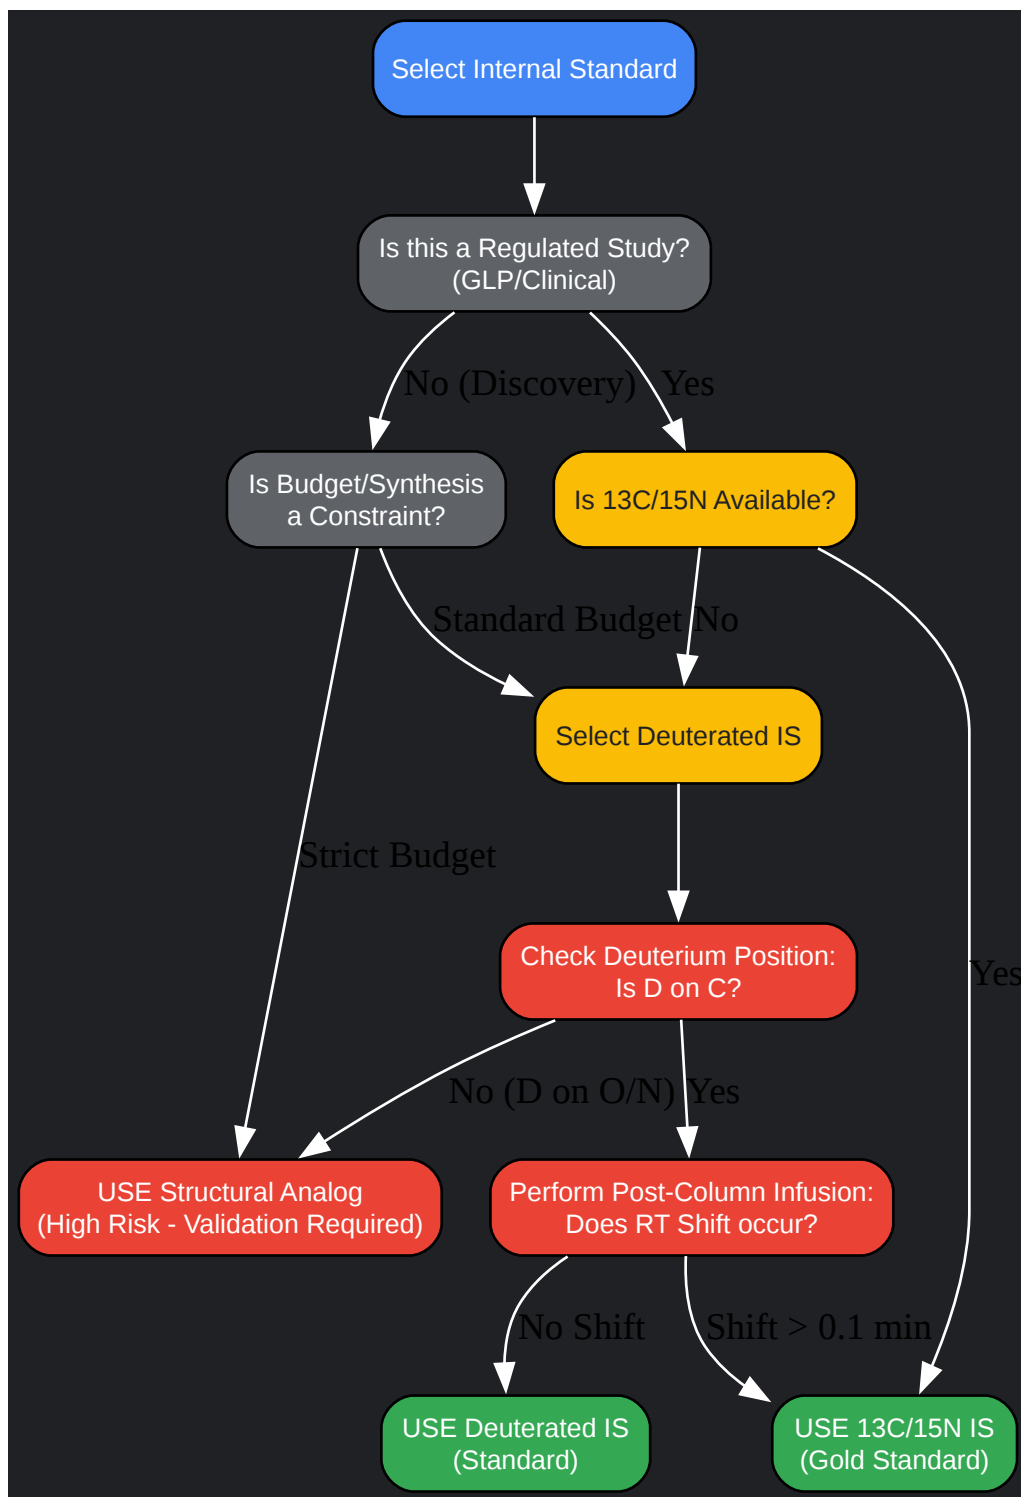 Select Internal Standard
Is this a Regulated Study?
(GLP/Clinical)
No (Discovery)
Yes
Is Budget/Synthesis
a Constraint?
Is 13C/15N Available?
Standard Budget
No
Select Deuterated IS
Strict Budget
Check Deuterium Position:
Is D on C?
Yes
No (D on O/N)
Yes
USE Structural Analog
(High Risk - Validation Required)
Perform Post-Column Infusion:
Does RT Shift occur?
No Shift
Shift > 0.1 min
USE Deuterated IS
(Standard)
USE 13C/15N IS
(Gold Standard)